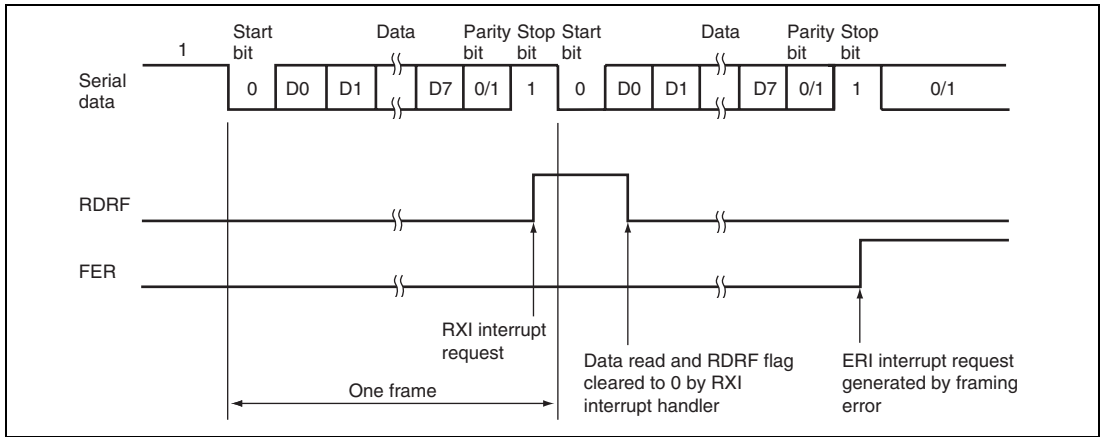 Start Data Parity Stop Start Data Parity Stop
1 bit bit bit bit bit bit
Serial data 0 D0 D1 D7 0/1 1 0 D0 D1 D7 0/1 1 0/1
RDRF
FER
RXI interrupt
request
Data read and RDRF flag
cleared to 0 by RXI
interrupt handler
ERI interrupt request
generated by framing
error
One frame